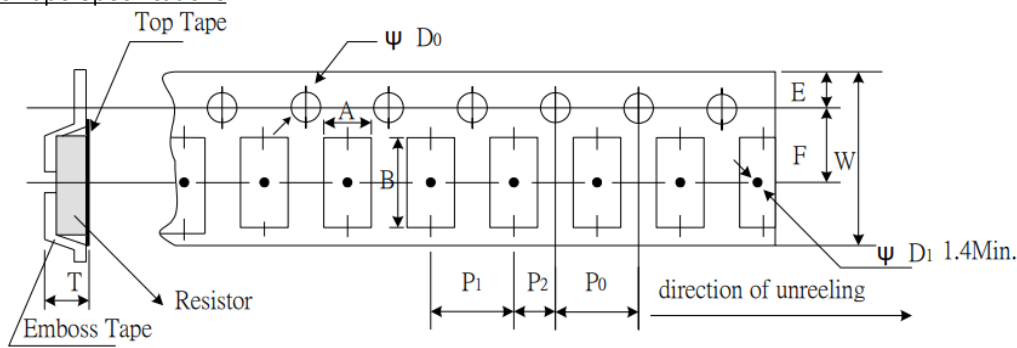 Top Tape
Ψ D0
A
E
F
W
B
Ψ D1 1.4Min.
T
P1
P2
P0
direction of unreeling
Resistor
Emboss Tape